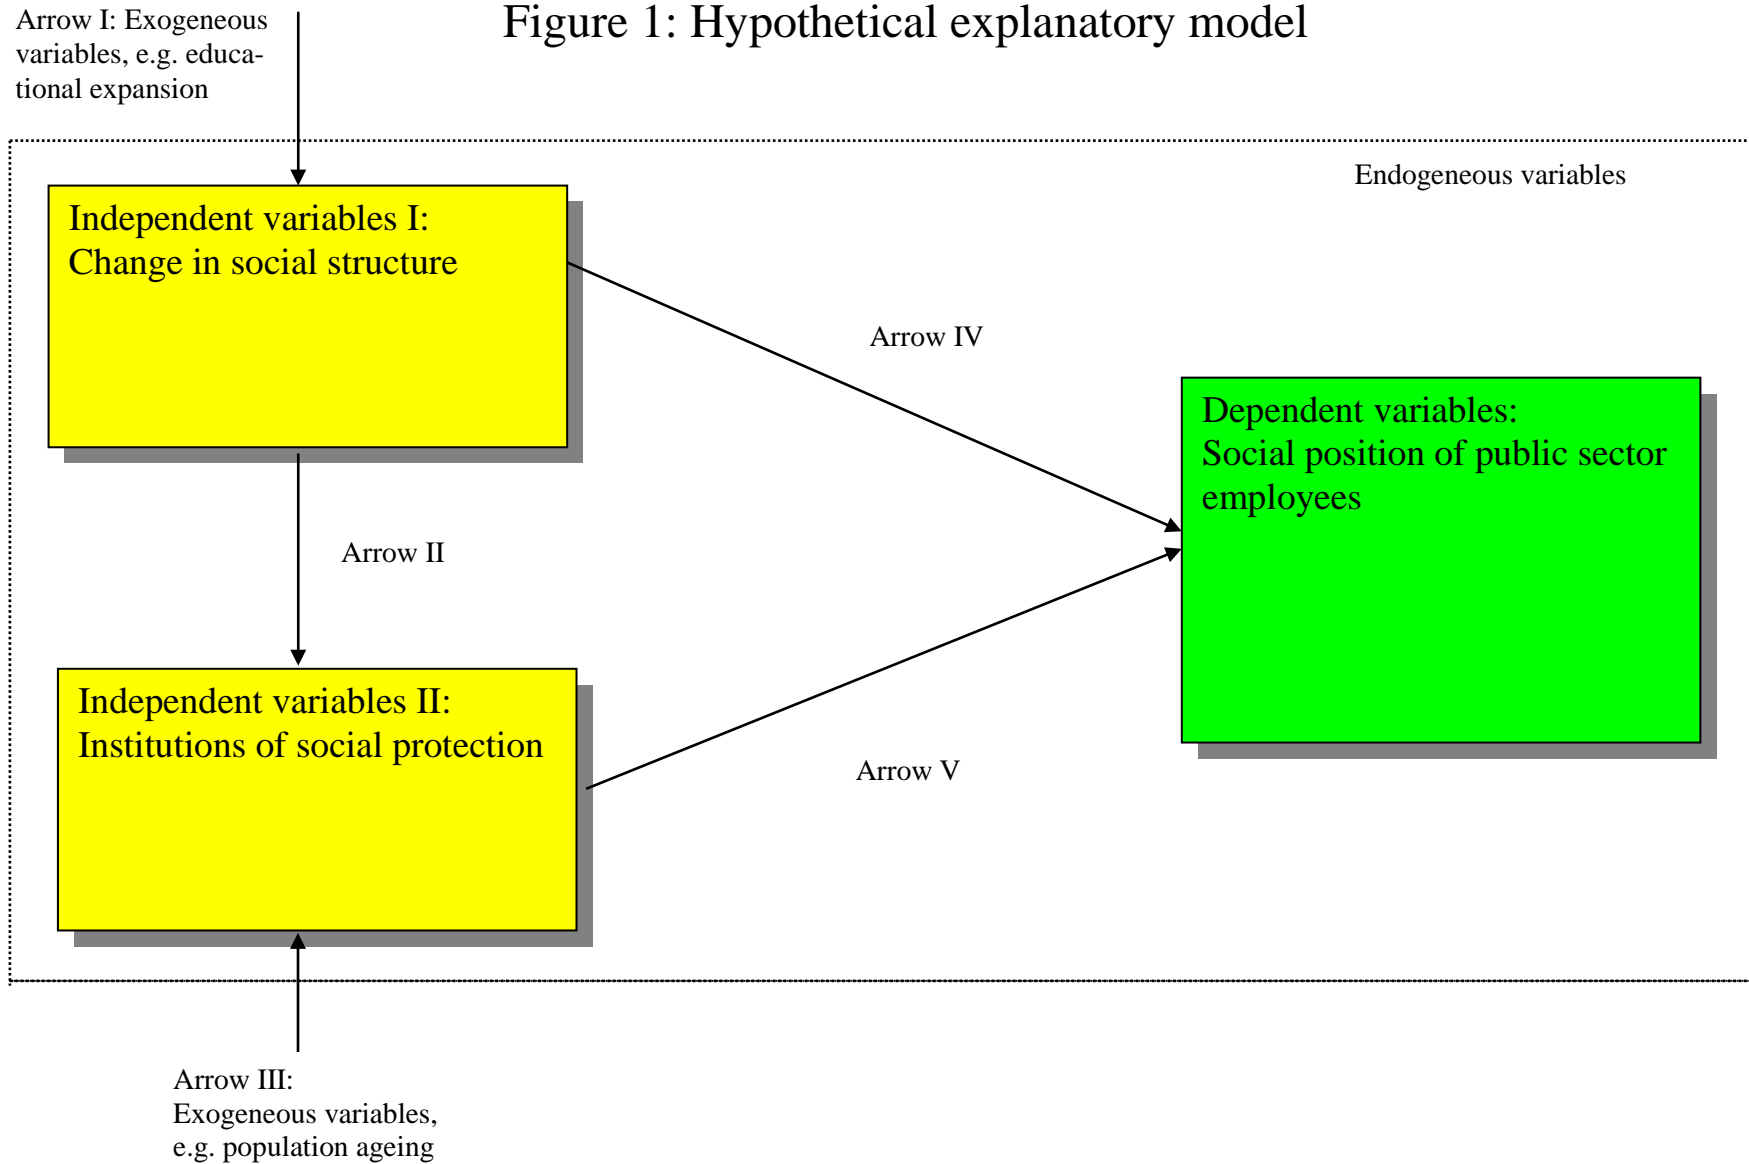 Figure 1: Hypothetical explanatory model
Arrow I: Exogeneous
variables, e.g. educa-
tional expansion
Endogeneous variables
Independent variables I:
Change in social structure
Arrow IV
Dependent variables:
Social position of public sector
employees
Arrow II
Independent variables II:
Institutions of social protection
Arrow V
Arrow III:
Exogeneous variables,
e.g. population ageing